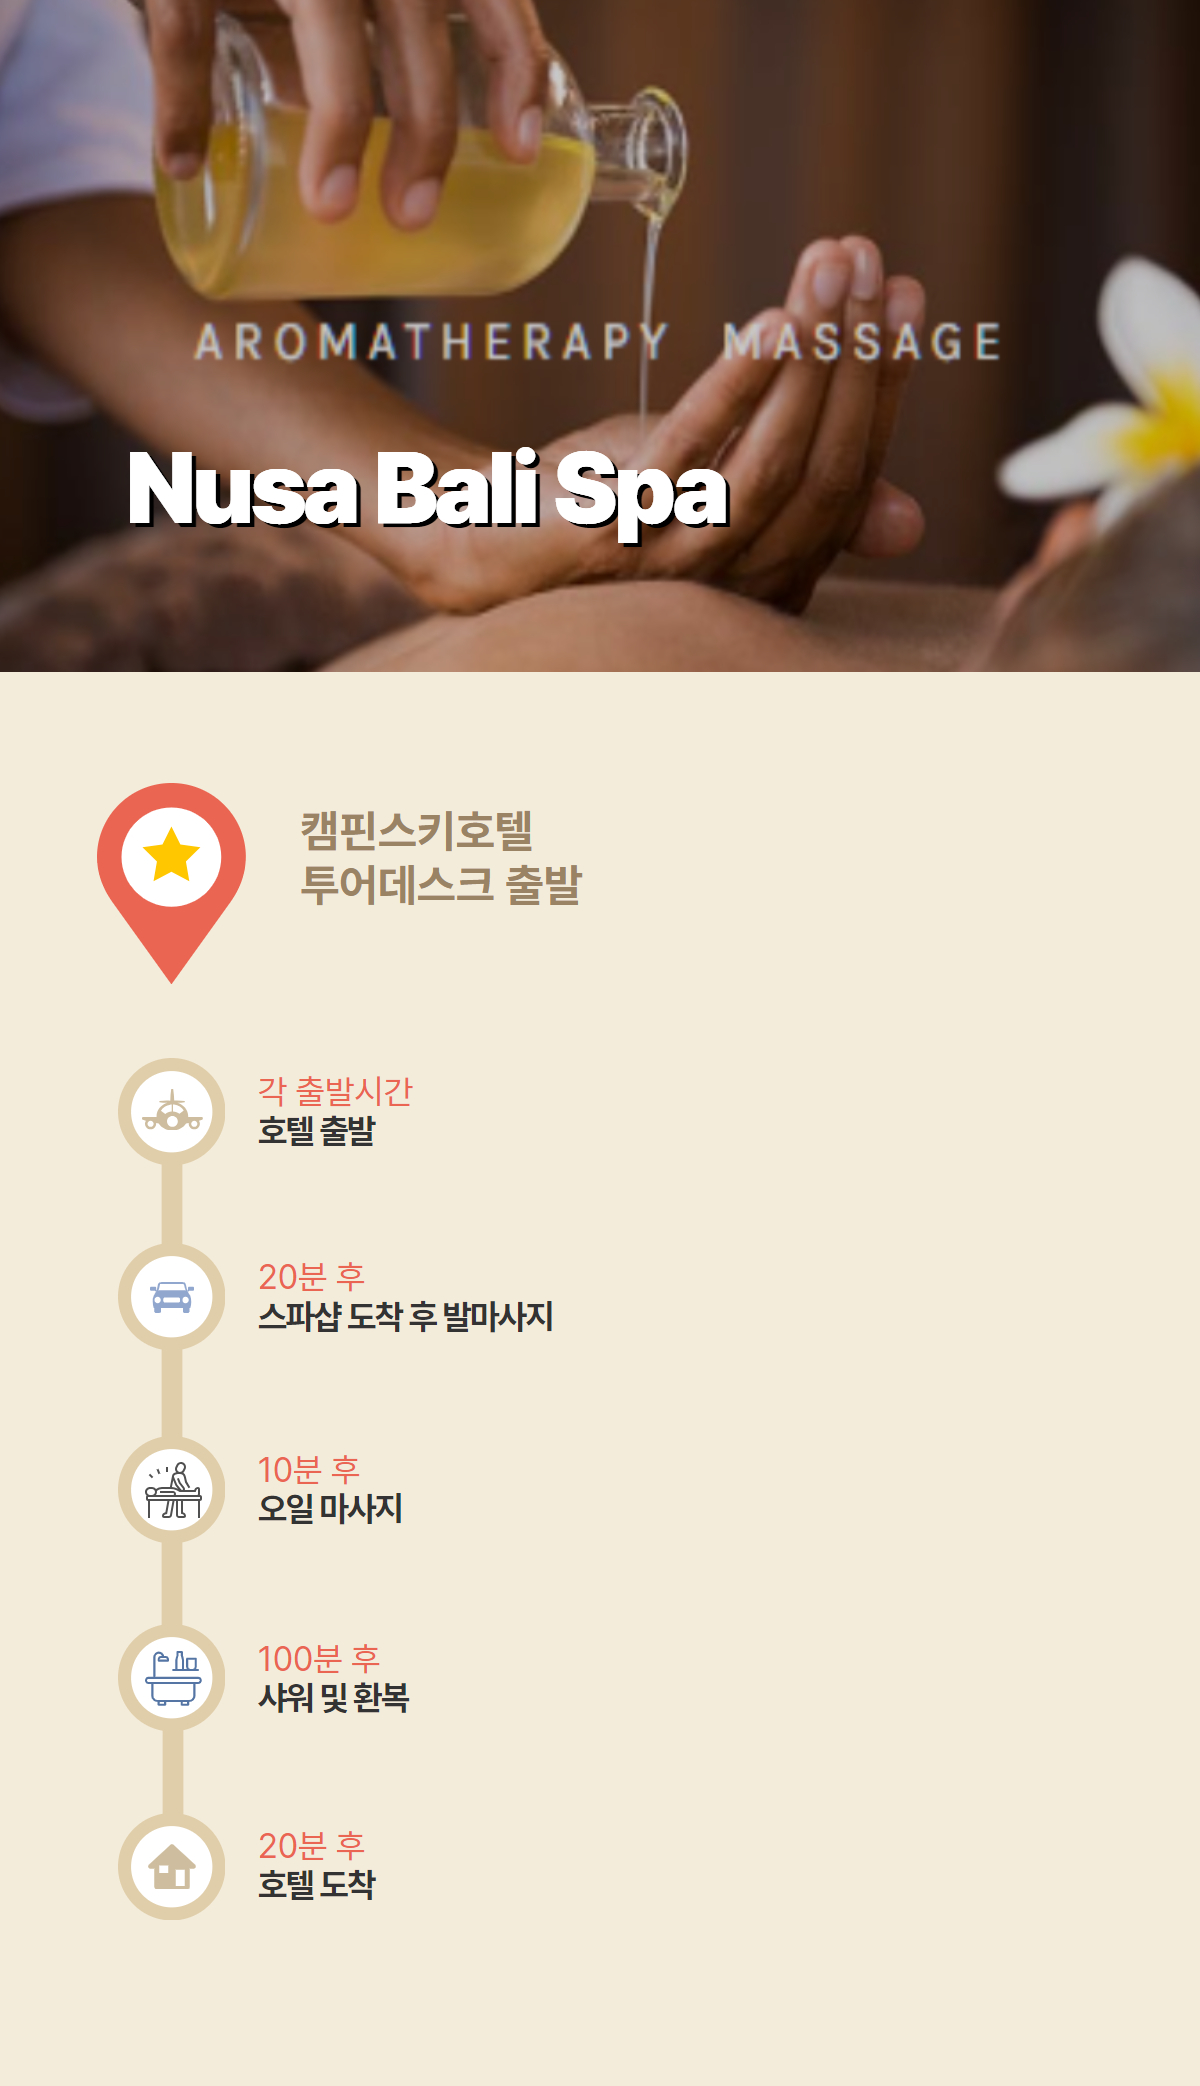 AROMATHERAPY MASSAGE
Nusa Bali Spa
캠핀스키호텔
투어데스크 출발
각 출발시간
호텔 출발
20분 후
스파샵 도착 후 발마사지
10분 후
오일 마사지
100분 후
샤워 및 환복
20분 후
호텔 도착